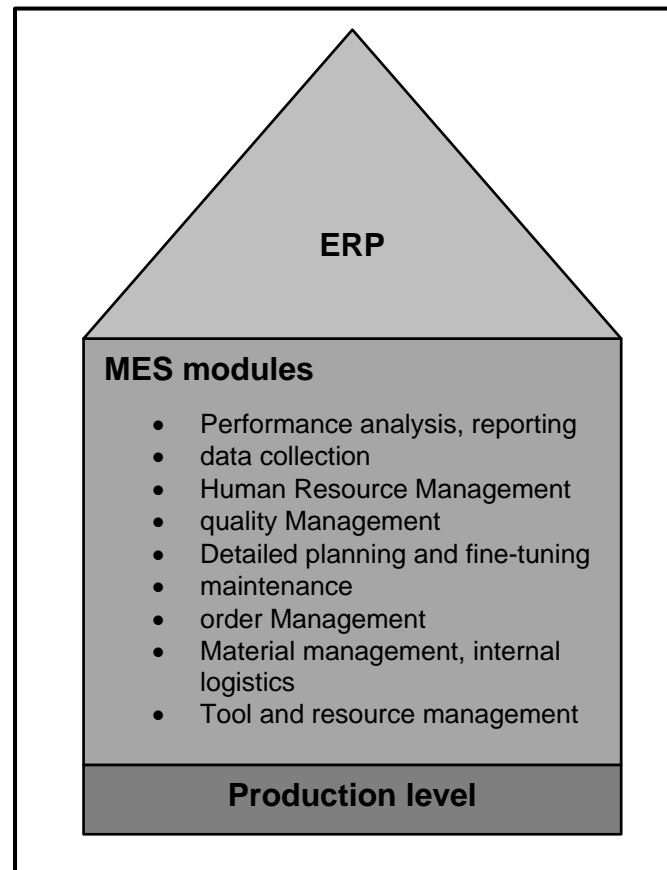 ERP
MES modules
• Performance analysis, reporting
• data collection
• Human Resource Management
• quality Management
• Detailed planning and fine-tuning
• maintenance
• order Management
• Material management, internal
logistics
• Tool and resource management
Production level